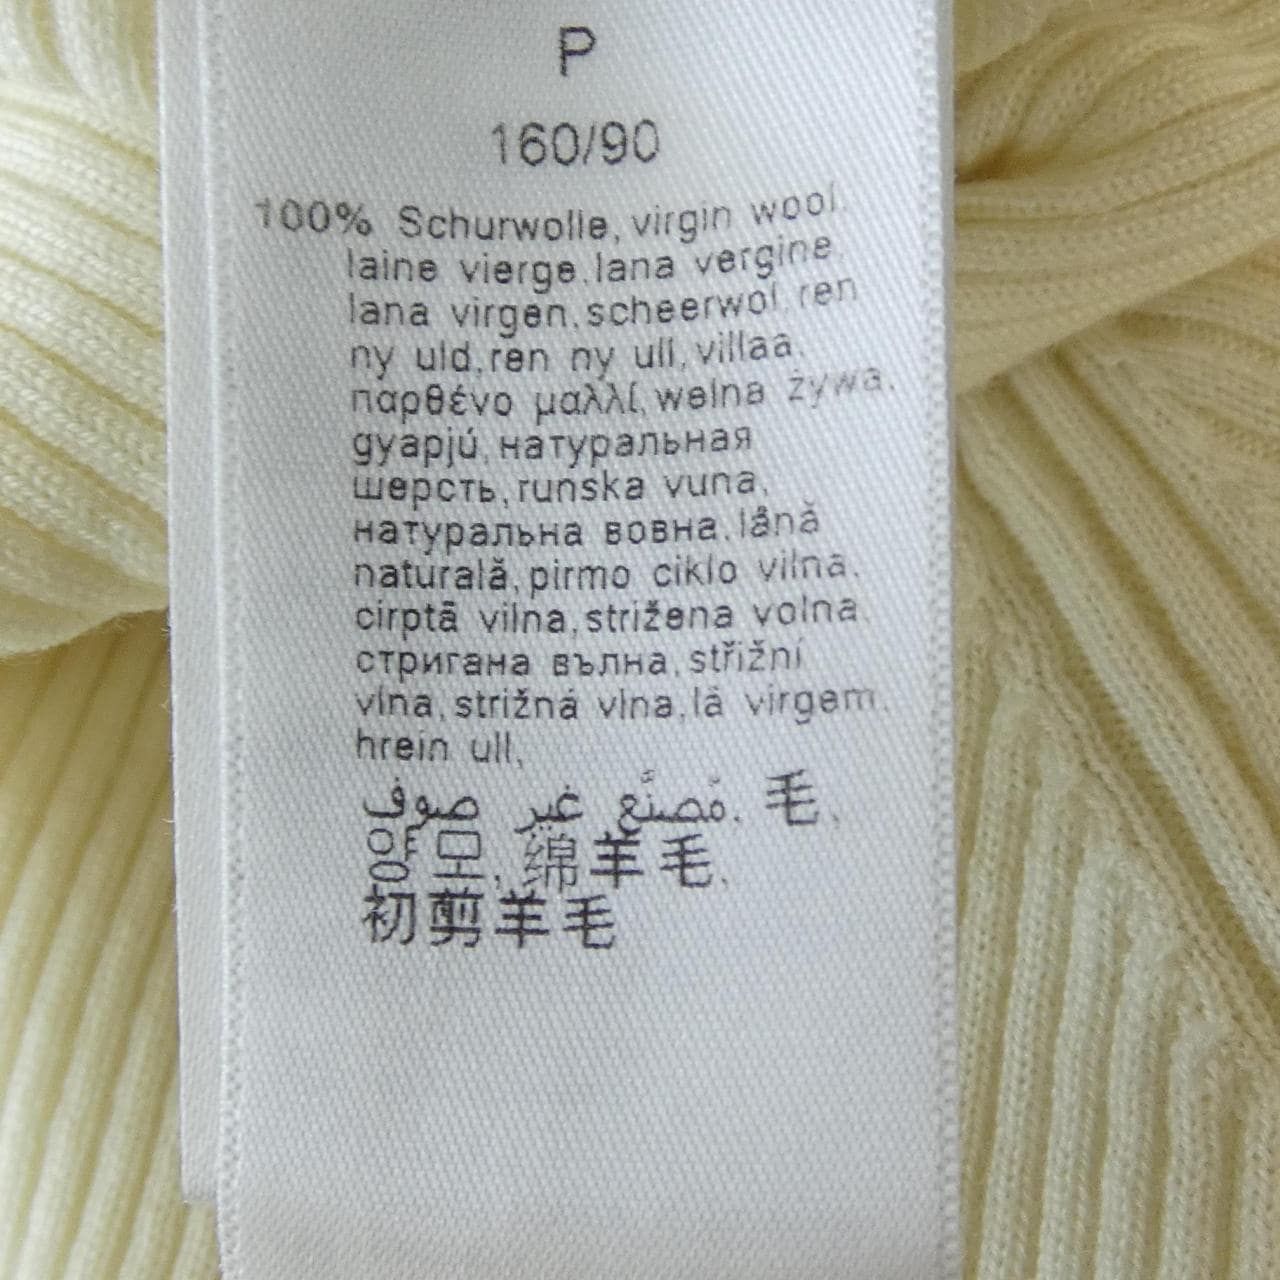 P
160/90
100% Schurwolle, virgin wool,
laine vierge, lana vergine,
lana virgen, scheerwol, ren
ny uld, ren ny ull, villaa,
παρθένο μαλλί, wełna żywa,
gyapjú, натуральная
шерсть, runska vuna,
натуральна вовна, lână
naturală, pirmo ciklo vilna,
cirptā vilna, strižena volna,
стригана вълна, střižní
vlna, strižná vlna, lã virgem,
hrein ull,
صوف غير مُصنَّع, 毛,
양모, 绵羊毛,
初剪羊毛